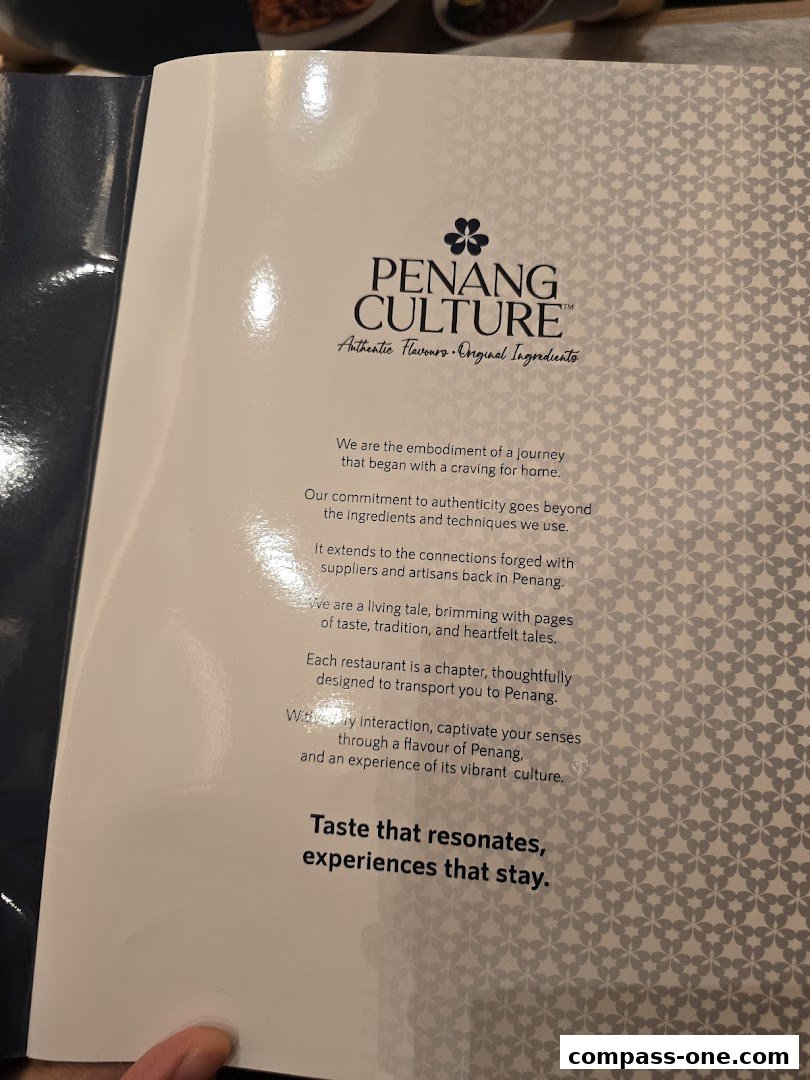 PENANG
CULTURE™
Authentic Flavours • Original Ingredients
We are the embodiment of a journey
that began with a craving for home.
Our commitment to authenticity goes beyond
the ingredients and techniques we use.
It extends to the connections forged with
suppliers and artisans back in Penang.
We are a living tale, brimming with pages
of taste, tradition, and heartfelt tales.
Each restaurant is a chapter, thoughtfully
designed to transport you to Penang.
interaction, captivate your senses
through a flavour of Penang,
and an experience of its vibrant culture.
Taste that resonates,
experiences that stay.
compass-one.com